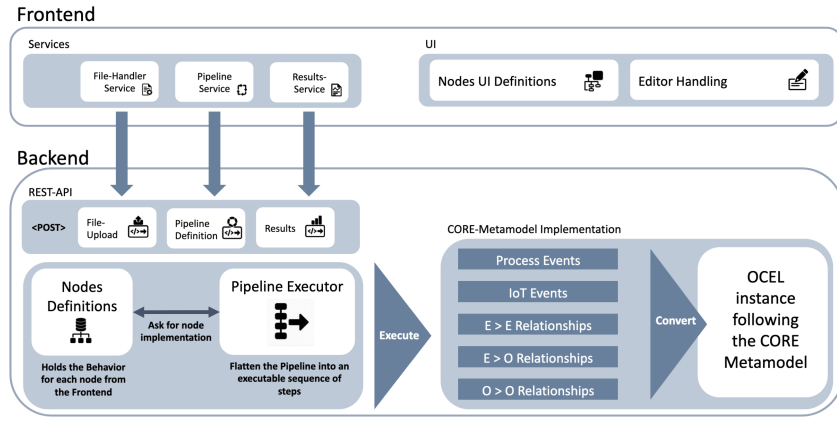 Frontend
Services
File-Handler
Service
Pipeline
Service
Results-
Service
UI
Nodes UI Definitions
Editor Handling
Backend
REST-API
<POST>
File-
Upload
Pipeline
Definition
Results
Nodes
Definitions
Ask for node
implementation
Pipeline Executor
Holds the Behavior
for each node from
the Frontend
Flatten the Pipeline into an
executable sequence of
steps
Execute
CORE-Metamodel Implementation
Process Events
IoT Events
E > E Relationships
E > O Relationships
O > O Relationships
Convert
OCEL
instance
following
the CORE
Metamodel